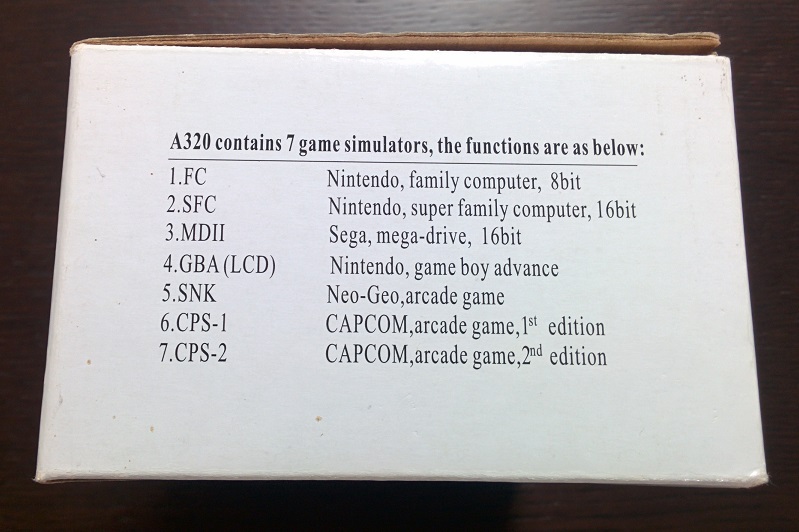 A320 contains 7 game simulators, the functions are as below:
1.FC Nintendo, family computer, 8bit
2.SFC Nintendo, super family computer, 16bit
3.MDII Sega, mega-drive, 16bit
4.GBA(LCD) Nintendo, game boy advance
5.SNK Neo-Geo,arcade game
6.CPS-1 CAPCOM,arcade game,1st edition
7.CPS-2 CAPCOM,arcade game,2nd edition